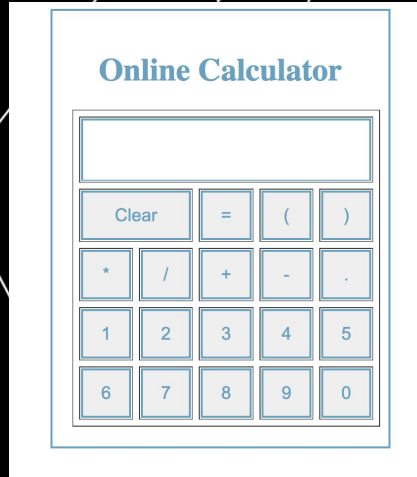 Online Calculator
Clear = ( )
* / + - .
1 2 3 4 5
6 7 8 9 0